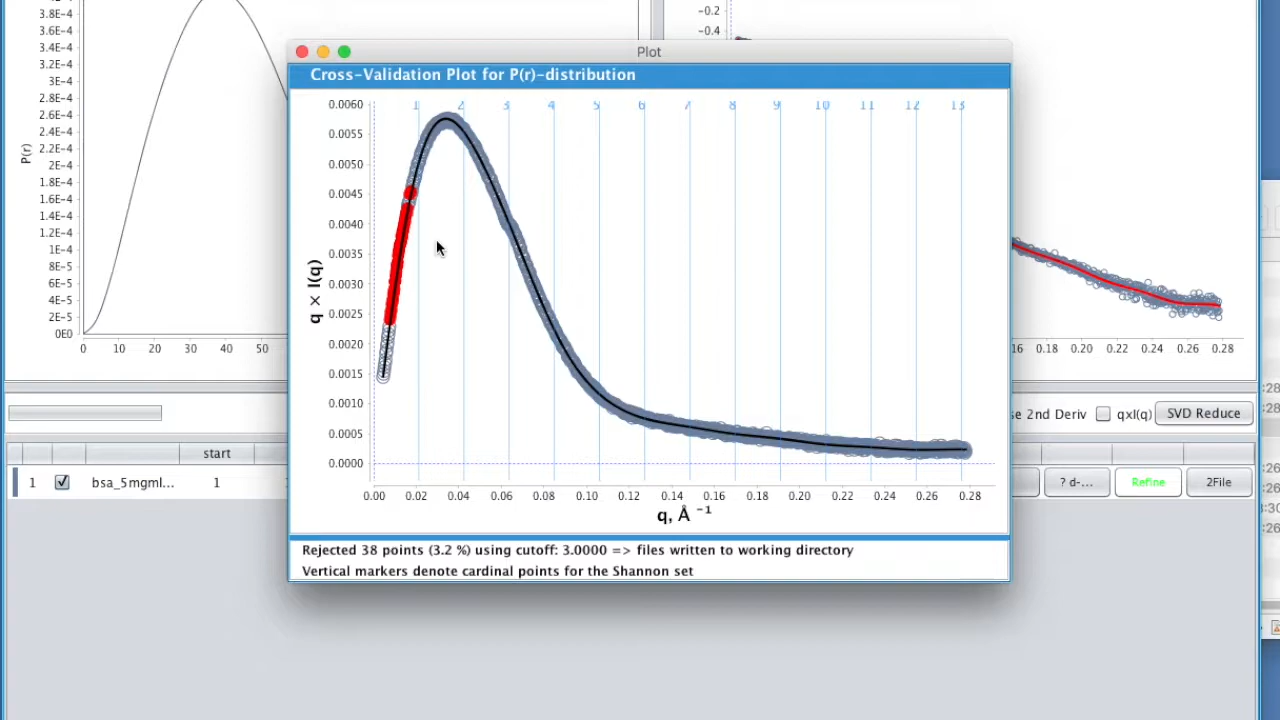 3.8E-4
3.6E-4
3.4E-4
3.2E-4
3E-4
2.8E-4
2.6E-4
2.4E-4
2.2E-4
2E-4
1.8E-4
1.6E-4
1.4E-4
1.2E-4
1E-4
8E-5
6E-5
4E-5
2E-5
0E0
P(r)
0 10 20 30 40 50
-0.2
-0.4
Plot
Cross-Validation Plot for P(r)-distribution
1 2 3 4 5 6 7 8 9 10 11 12 13
0.0060
0.0055
0.0050
0.0045
0.0040
0.0035
0.0030
0.0025
0.0020
0.0015
0.0010
0.0005
0.0000
q × I(q)
0.00 0.02 0.04 0.06 0.08 0.10 0.12 0.14 0.16 0.18 0.20 0.22 0.24 0.26 0.28
q, Å ⁻¹
Rejected 38 points (3.2 %) using cutoff: 3.0000 => files written to working directory
Vertical markers denote cardinal points for the Shannon set
16 0.18 0.20 0.22 0.24 0.26 0.28
2nd Deriv qxI(q) SVD Reduce
start
1 bsa_5mgml... 1 ? d-... Refine 2File
:28
:28
:26
:26
:30
:26